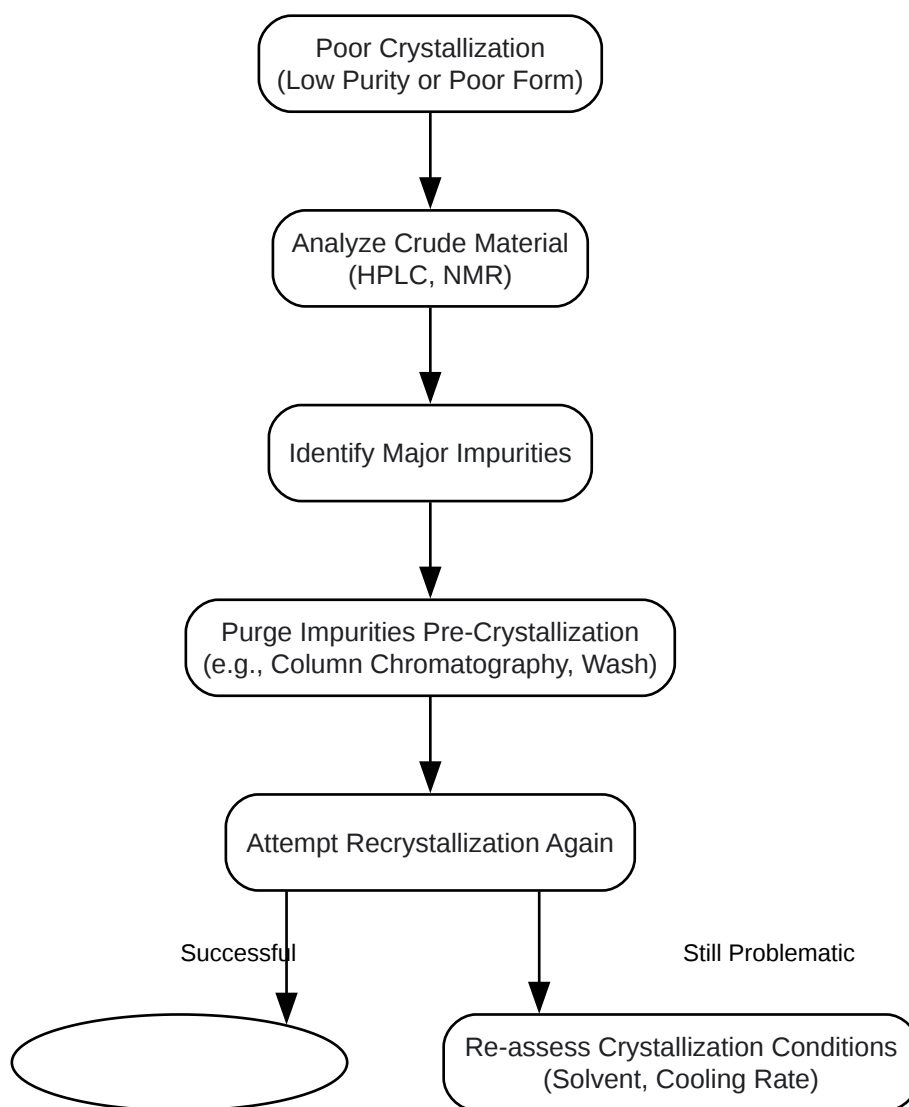 Poor Crystallization
(Low Purity or Poor Form)
Analyze Crude Material
(HPLC, NMR)
Identify Major Impurities
Purge Impurities Pre-Crystallization
(e.g., Column Chromatography, Wash)
Attempt Recrystallization Again
Successful
Still Problematic
Re-assess Crystallization Conditions
(Solvent, Cooling Rate)